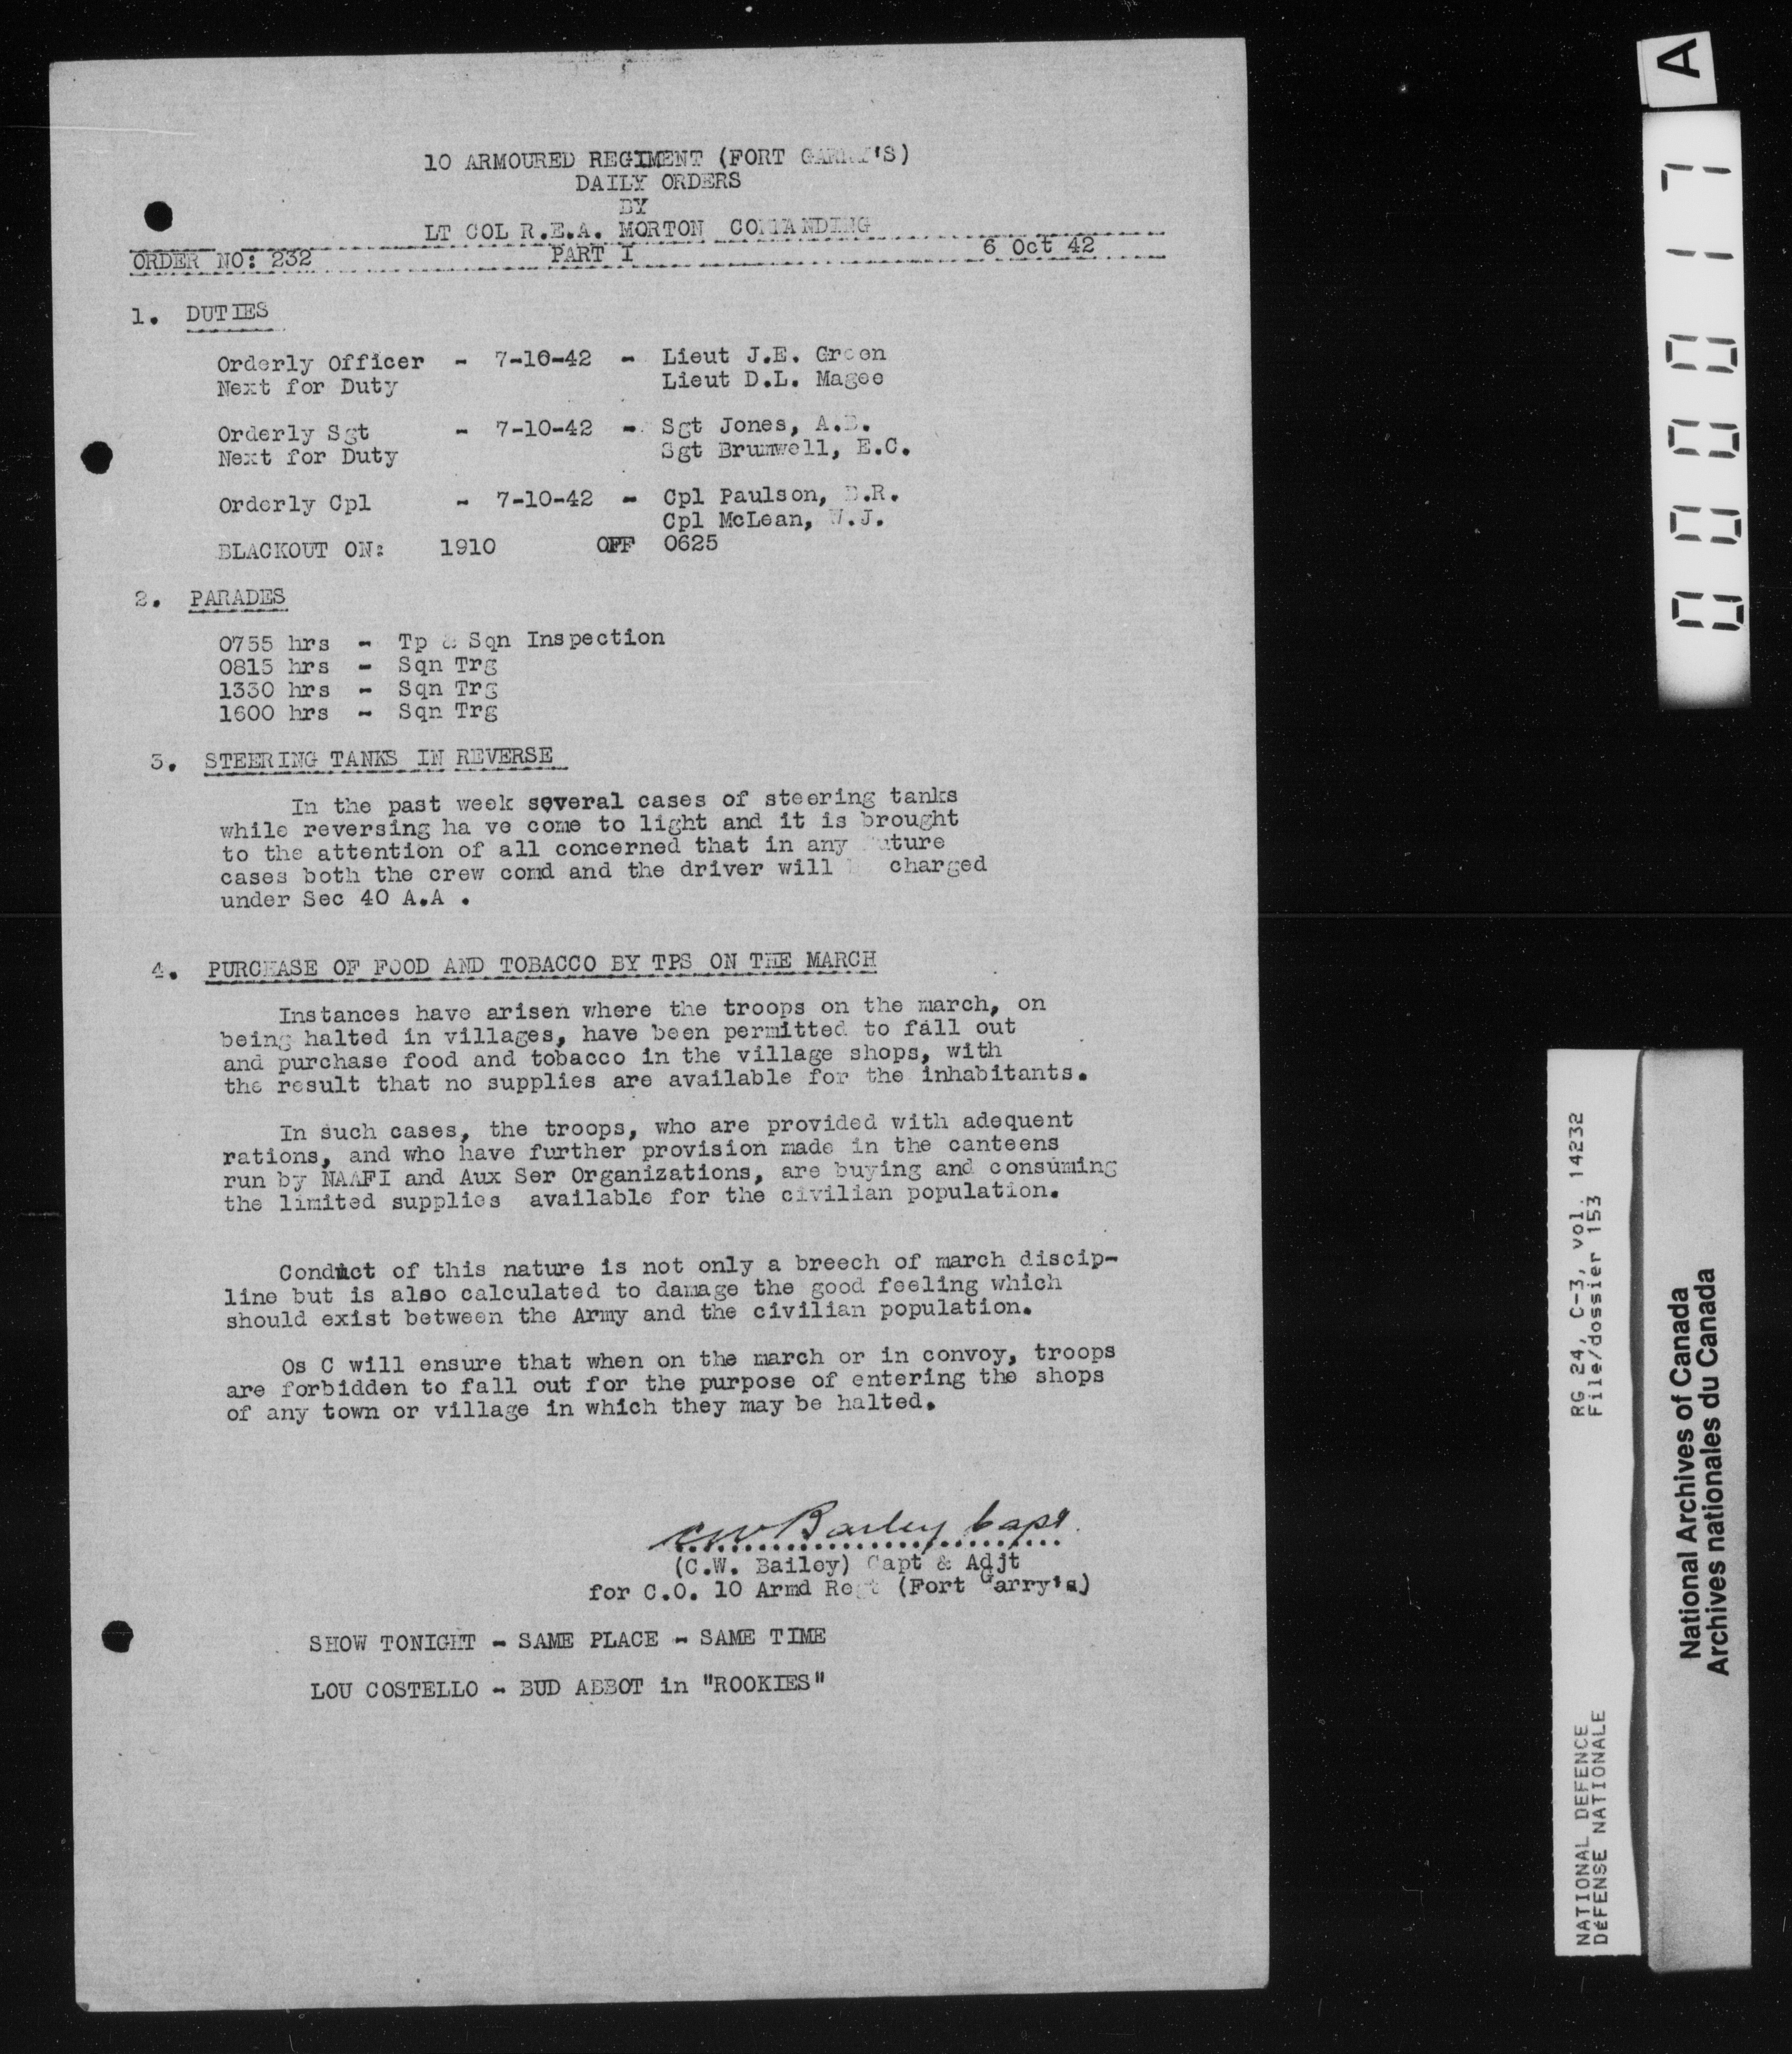 10 ARMOURED REGIMENT (FORT GARRY'S)
DAILY ORDERS
BY
LT COL R.E.A. MORTON COMMANDING
ORDER NO: 232 PART I 6 Oct 42
1. DUTIES
Orderly Officer - 7-10-42 - Lieut J.E. Green
Next for Duty Lieut D.L. Magee
Orderly Sgt - 7-10-42 - Sgt Jones,
Next for Duty Sgt Brumwell, E.C.
Orderly Cpl - 7-10-42 - Cpl Paulson,
Cpl McLean, W.J.
BLACKOUT ON: 1910 OFF 0625
2. PARADES
0755 hrs - Tp & Sqn Inspection
0815 hrs - Sqn Trg
1330 hrs - Sqn Trg
1600 hrs - Sqn Trg
3. STEERING TANKS IN REVERSE
In the past week several cases of steering tanks
while reversing ha ve come to light and it is brought
to the attention of all concerned that in any future
cases both the crew comd and the driver will charged
under Sec 40 A.A .
4. PURCHASE OF FOOD AND TOBACCO BY TPS ON THE MARCH
Instances have arisen where the troops on the march, on
being halted in villages, have been permitted to fall out
and purchase food and tobacco in the village shops, with
the result that no supplies are available for the inhabitants.
In such cases, the troops, who are provided with adequent
rations, and who have further provision made in the canteens
run by NAAFI and Aux Ser Organizations, are buying and consuming
the limited supplies available for the civilian population.
Conduct of this nature is not only a breech of march discip-
line but is also calculated to damage the good feeling which
should exist between the Army and the civilian population.
Os C will ensure that when on the march or in convoy, troops
are forbidden to fall out for the purpose of entering the shops
of any town or village in which they may be halted.
CW Bailey Capt.
(C.W. Bailey) Capt & Adjt
for C.O. 10 Armd Regt (Fort Garry's)
SHOW TONIGHT - SAME PLACE - SAME TIME
LOU COSTELLO - BUD ABBOT in "ROOKIES"
A
000017
RG 24, C-3, vol. 14232
File/dossier 153
NATIONAL DEFENCE
DéFENSE NATIONALE
National Archives of Canada
Archives nationales du Canada